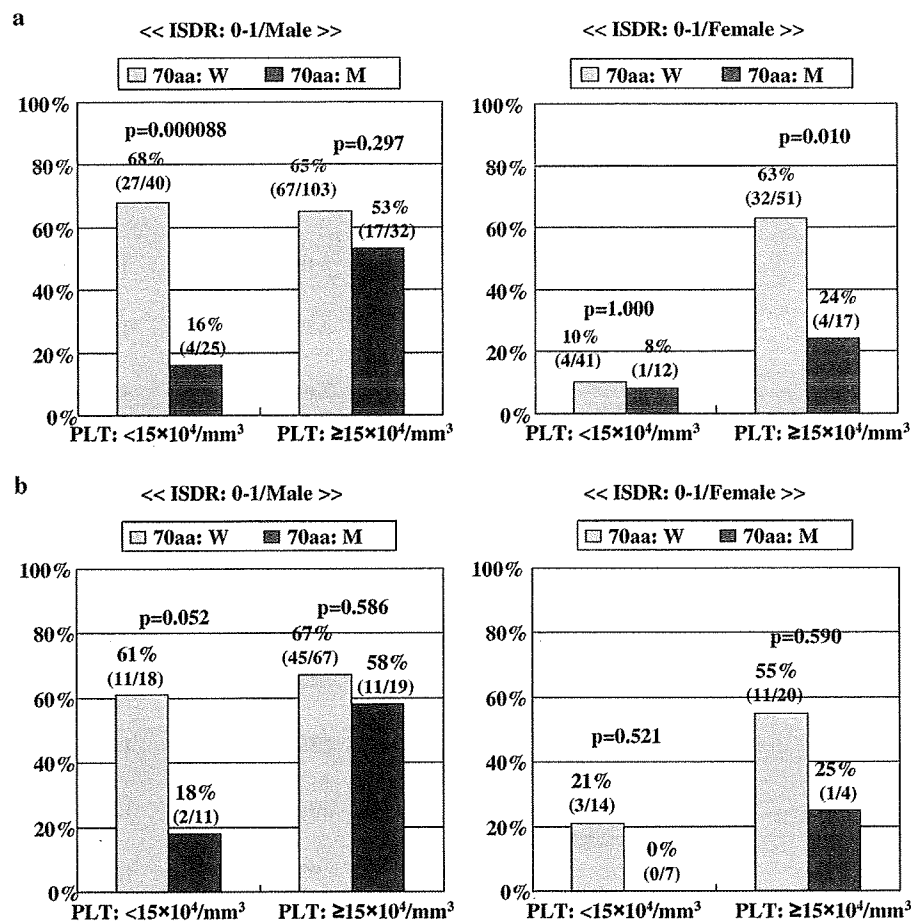 a
<< ISDR: 0-1/Male >>
70aa: W 70aa: M
100%
80%
60%
40%
20%
0%
p=0.000088
68%
(27/40)
16%
(4/25)
p=0.297
65%
(67/103)
53%
(17/32)
PLT: <15×10⁴/mm³ PLT: ≥15×10⁴/mm³
<< ISDR: 0-1/Female >>
70aa: W 70aa: M
100%
80%
60%
40%
20%
0%
p=1.000
10%
(4/41)
8%
(1/12)
p=0.010
63%
(32/51)
24%
(4/17)
PLT: <15×10⁴/mm³ PLT: ≥15×10⁴/mm³
b
<< ISDR: 0-1/Male >>
70aa: W 70aa: M
100%
80%
60%
40%
20%
0%
p=0.052
61%
(11/18)
18%
(2/11)
p=0.586
67%
(45/67)
58%
(11/19)
PLT: <15×10⁴/mm³ PLT: ≥15×10⁴/mm³
<< ISDR: 0-1/Female >>
70aa: W 70aa: M
100%
80%
60%
40%
20%
0%
p=0.521
21%
(3/14)
0%
(0/7)
p=0.590
55%
(11/20)
25%
(1/4)
PLT: <15×10⁴/mm³ PLT: ≥15×10⁴/mm³